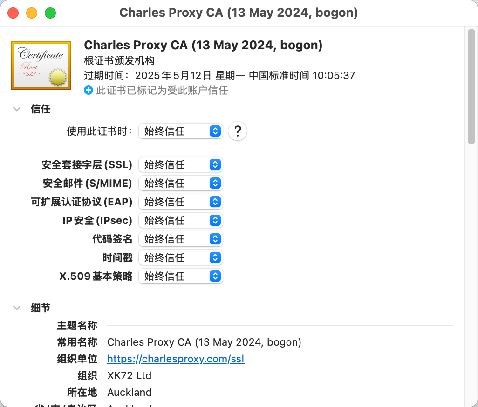 Charles Proxy CA (13 May 2024, bogon)
Certificate
Charles Proxy CA (13 May 2024, bogon)
根证书颁发机构
过期时间：2025年5月12日 星期一 中国标准时间 10:05:37
此证书已标记为受此账户信任
信任
使用此证书时： 始终信任 ?
安全套接字层 (SSL) 始终信任
安全邮件 (S/MIME) 始终信任
可扩展认证协议 (EAP) 始终信任
IP 安全 (IPsec) 始终信任
代码签名 始终信任
时间戳 始终信任
X.509 基本策略 始终信任
细节
主题名称
常用名称 Charles Proxy CA (13 May 2024, bogon)
组织单位 https://charlesproxy.com/ssl
组织 XK72 Ltd
所在地 Auckland